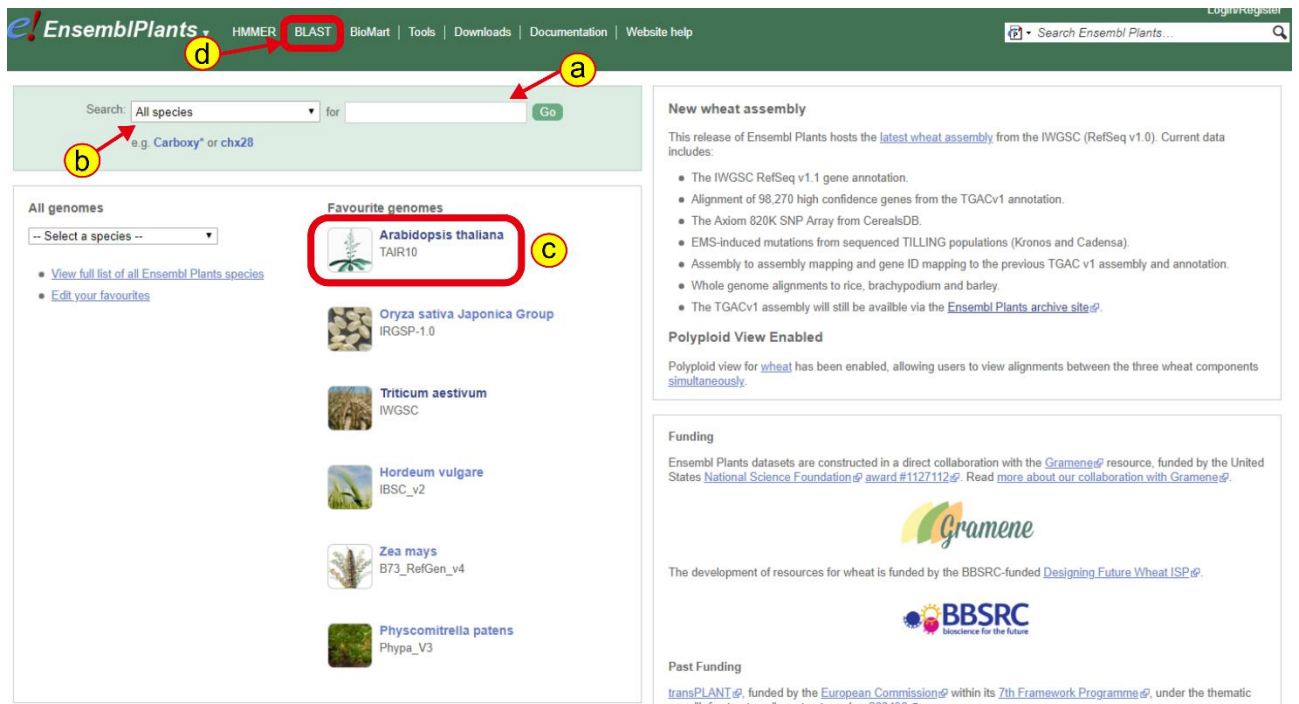 Login/Register
e! EnsemblPlants ▾ HMMER BLAST BioMart | Tools | Downloads | Documentation | Website help
Search Ensembl Plants...
d
a
Search: All species for Go
e.g. Carboxy* or chx28
b
All genomes
-- Select a species --
View full list of all Ensembl Plants species
Edit your favourites
Favourite genomes
Arabidopsis thaliana
TAIR10
c
Oryza sativa Japonica Group
IRGSP-1.0
Triticum aestivum
IWGSC
Hordeum vulgare
IBSC_v2
Zea mays
B73_RefGen_v4
Physcomitrella patens
Phypa_V3
New wheat assembly
This release of Ensembl Plants hosts the latest wheat assembly from the IWGSC (RefSeq v1.0). Current data
includes:
The IWGSC RefSeq v1.1 gene annotation.
Alignment of 98,270 high confidence genes from the TGACv1 annotation.
The Axiom 820K SNP Array from CerealsDB.
EMS-induced mutations from sequenced TILLING populations (Kronos and Cadensa).
Assembly to assembly mapping and gene ID mapping to the previous TGAC v1 assembly and annotation.
Whole genome alignments to rice, brachypodium and barley.
The TGACv1 assembly will still be availble via the Ensembl Plants archive site.
Polyploid View Enabled
Polyploid view for wheat has been enabled, allowing users to view alignments between the three wheat components
simultaneously.
Funding
Ensembl Plants datasets are constructed in a direct collaboration with the Gramene resource, funded by the United
States National Science Foundation award #1127112. Read more about our collaboration with Gramene.
Gramene
The development of resources for wheat is funded by the BBSRC-funded Designing Future Wheat ISP.
BBSRC
bioscience for the future
Past Funding
transPLANT, funded by the European Commission within its 7th Framework Programme, under the thematic